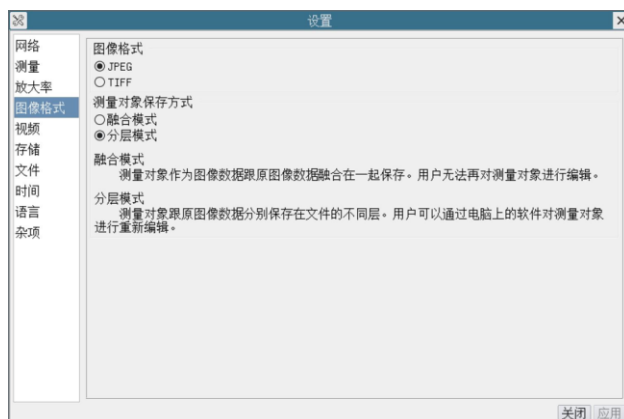 设置
网络
测量
放大率
图像格式
视频
存储
文件
时间
语言
杂项
图像格式
JPEG
TIFF
测量对象保存方式
融合模式
分层模式
融合模式
测量对象作为图像数据跟原图像数据融合在一起保存。用户无法再对测量对象进行编辑。
分层模式
测量对象跟原图像数据分别保存在文件的不同层。用户可以通过电脑上的软件对测量对象
进行重新编辑。
关闭 应用